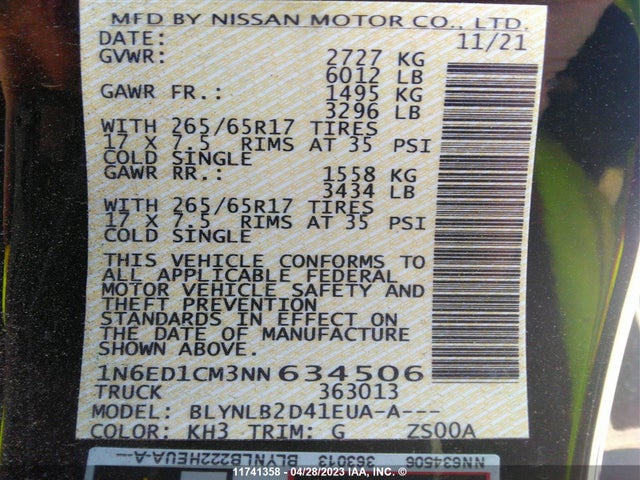 MFD BY NISSAN MOTOR CO., LTD.
DATE: 11/21
GVWR: 2727 KG
6012 LB
GAWR FR.: 1495 KG
3296 LB
WITH 265/65R17 TIRES
17 X 7.5 RIMS AT 35 PSI
COLD SINGLE
GAWR RR.: 1558 KG
3434 LB
WITH 265/65R17 TIRES
17 X 7.5 RIMS AT 35 PSI
COLD SINGLE
THIS VEHICLE CONFORMS TO
ALL APPLICABLE FEDERAL
MOTOR VEHICLE SAFETY AND
THEFT PREVENTION
STANDARDS IN EFFECT ON
THE DATE OF MANUFACTURE
SHOWN ABOVE.
1N6ED1CM3NN634506
TRUCK 363013
MODEL: BLYNLB2D41EUA-A---
COLOR: KH3 TRIM: G ZS00A
NN634506 363013 BLYNLB222HEUA-A---
11741358 - 04/28/2023 IAA, Inc.©